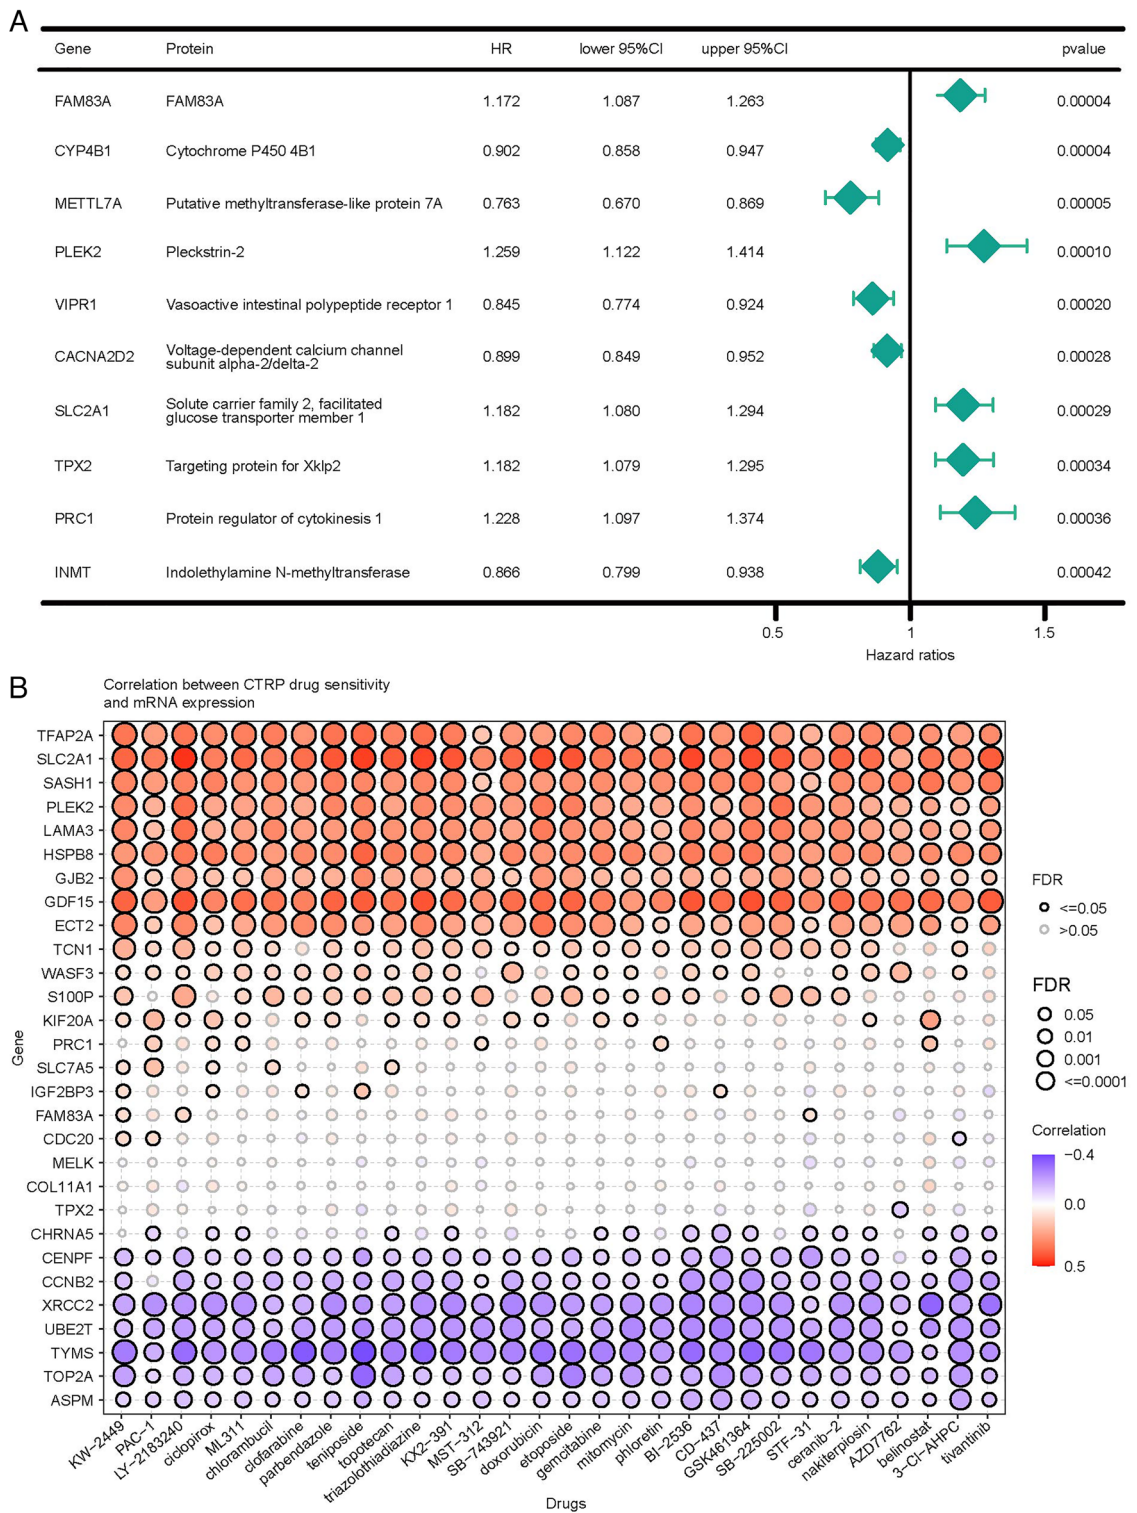 A
Gene Protein HR lower 95%CI upper 95%CI pvalue
FAM83A FAM83A 1.172 1.087 1.263 0.00004
CYP4B1 Cytochrome P450 4B1 0.902 0.858 0.947 0.00004
METTL7A Putative methyltransferase-like protein 7A 0.763 0.670 0.869 0.00005
PLEK2 Pleckstrin-2 1.259 1.122 1.414 0.00010
VIPR1 Vasoactive intestinal polypeptide receptor 1 0.845 0.774 0.924 0.00020
CACNA2D2 Voltage-dependent calcium channel
subunit alpha-2/delta-2 0.899 0.849 0.952 0.00028
SLC2A1 Solute carrier family 2, facilitated
glucose transporter member 1 1.182 1.080 1.294 0.00029
TPX2 Targeting protein for Xklp2 1.182 1.079 1.295 0.00034
PRC1 Protein regulator of cytokinesis 1 1.228 1.097 1.374 0.00036
INMT Indolethylamine N-methyltransferase 0.866 0.799 0.938 0.00042
0.5 1 1.5
Hazard ratios
B
Correlation between CTRP drug sensitivity
and mRNA expression
Gene
TFAP2A
SLC2A1
SASH1
PLEK2
LAMA3
HSPB8
GJB2
GDF15
ECT2
TCN1
WASF3
S100P
KIF20A
PRC1
SLC7A5
IGF2BP3
FAM83A
CDC20
MELK
COL11A1
TPX2
CHRNA5
CENPF
CCNB2
XRCC2
UBE2T
TYMS
TOP2A
ASPM
KW-2449
PAC-1
LY-2183240
ciclopirox
ML311
chlorambucil
clofarabine
parbendazole
teniposide
topotecan
triazolothiadiazine
KX2-391
MST-312
SB-743921
doxorubicin
etoposide
gemcitabine
mitomycin
phloretin
BI-2536
CD-437
GSK461364
SB-225002
STF-31
ceranib-2
nakiterpiosin
AZD7762
belinostat
3-Cl-AHPC
tivantinib
Drugs
FDR
<=0.05
>0.05
FDR
0.05
0.01
0.001
<=0.0001
Correlation
-0.4
0.0
0.5